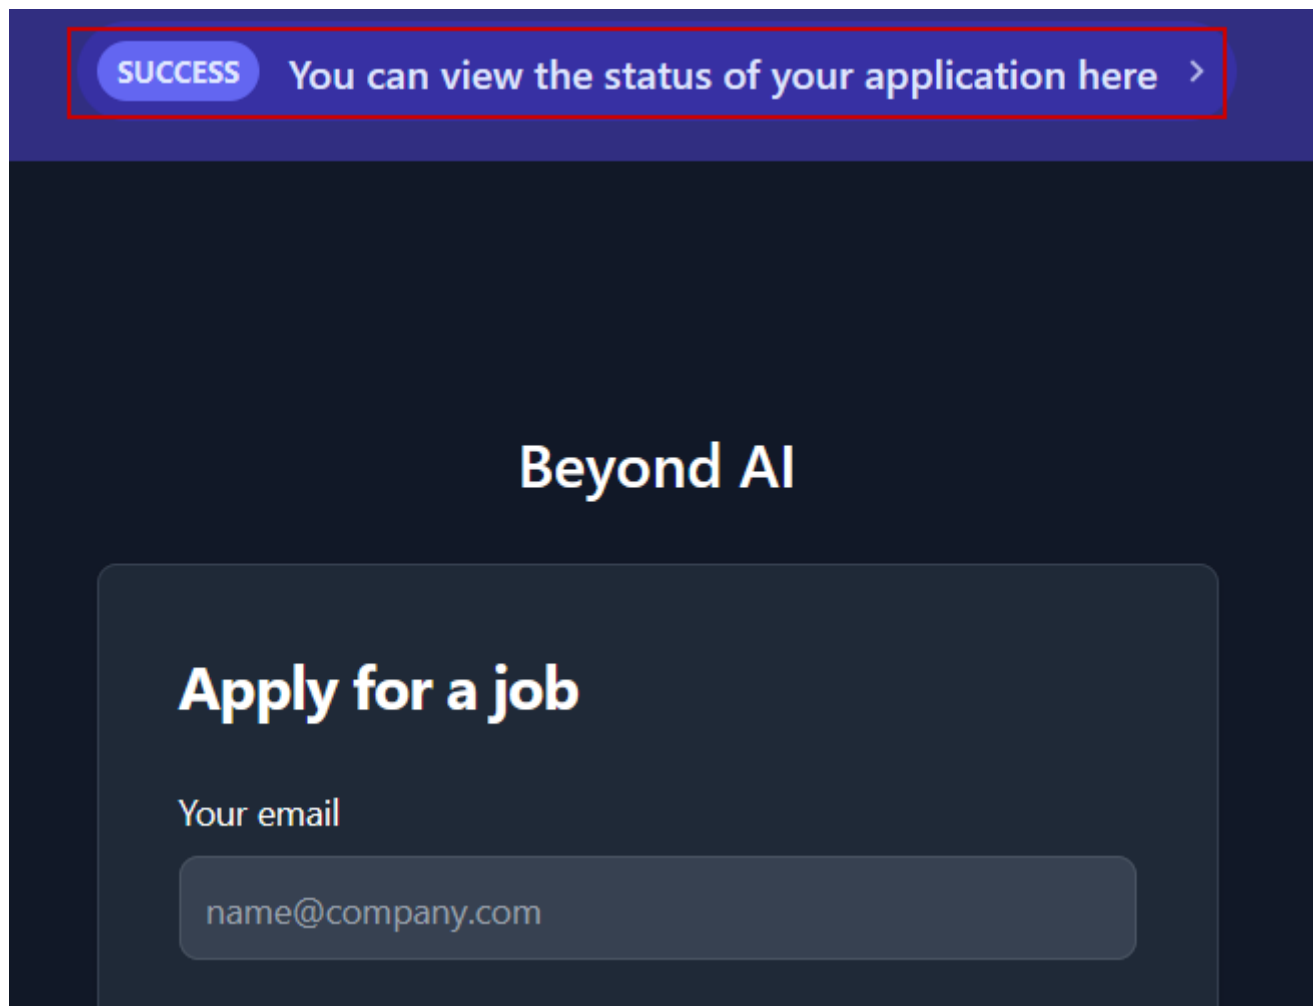 SUCCESS You can view the status of your application here
Beyond AI
Apply for a job
Your email
name@company.com